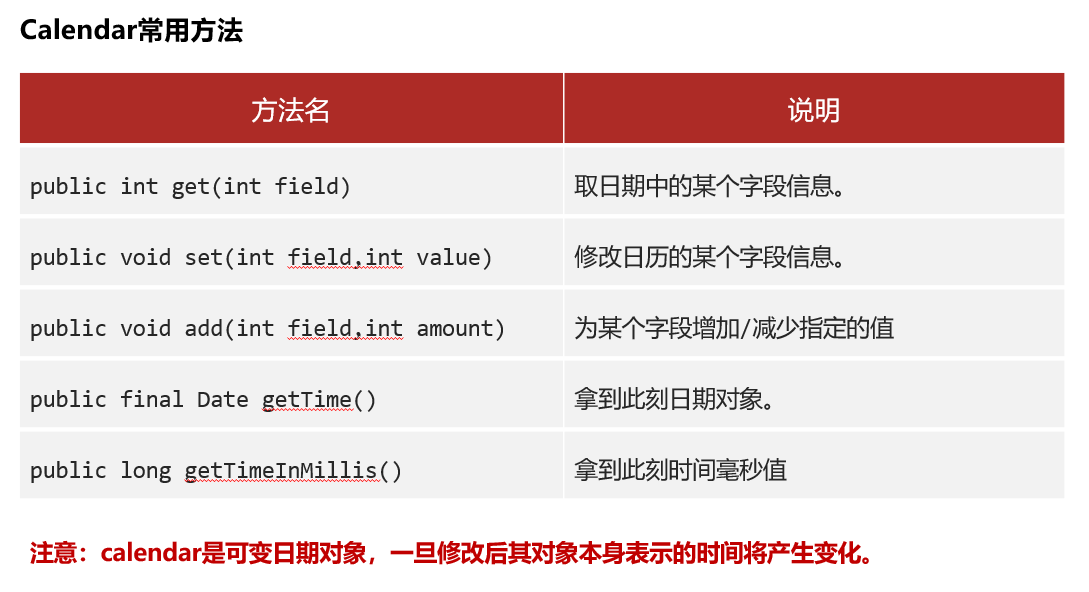 Calendar常用方法
方法名 说明
public int get(int field) 取日期中的某个字段信息。
public void set(int field,int value) 修改日历的某个字段信息。
public void add(int field,int amount) 为某个字段增加/减少指定的值
public final Date getTime() 拿到此刻日期对象。
public long getTimeInMillis() 拿到此刻时间毫秒值
注意：calendar是可变日期对象，一旦修改后其对象本身表示的时间将产生变化。